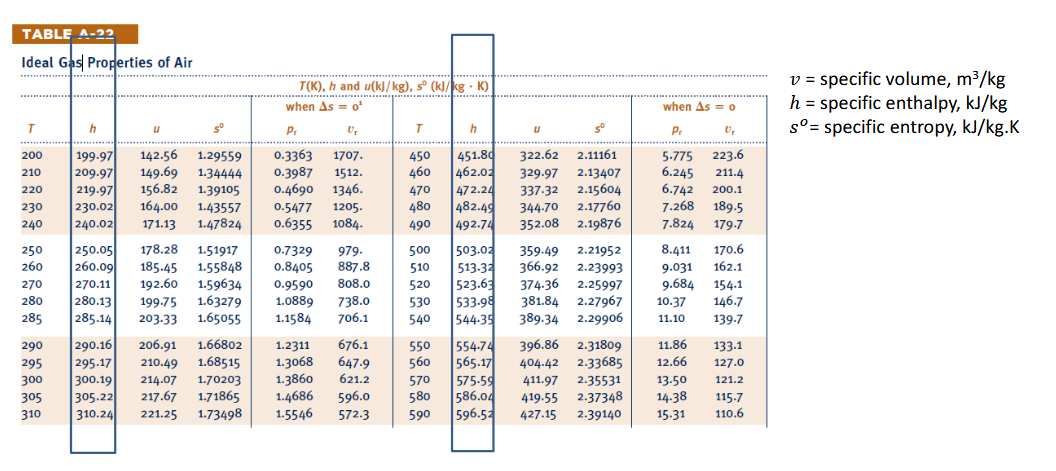 TABLE A-22
Ideal Gas Properties of Air
T(K), h and u(kJ/kg), s° (kJ/kg · K)
when Δs = 0¹ when Δs = 0
T h u s° pᵣ vᵣ T h u s° pᵣ vᵣ
200 199.97 142.56 1.29559 0.3363 1707. 450 451.80 322.62 2.11161 5.775 223.6
210 209.97 149.69 1.34444 0.3987 1512. 460 462.02 329.97 2.13407 6.245 211.4
220 219.97 156.82 1.39105 0.4690 1346. 470 472.24 337.32 2.15604 6.742 200.1
230 230.02 164.00 1.43557 0.5477 1205. 480 482.49 344.70 2.17760 7.268 189.5
240 240.02 171.13 1.47824 0.6355 1084. 490 492.74 352.08 2.19876 7.824 179.7
250 250.05 178.28 1.51917 0.7329 979. 500 503.02 359.49 2.21952 8.411 170.6
260 260.09 185.45 1.55848 0.8405 887.8 510 513.32 366.92 2.23993 9.031 162.1
270 270.11 192.60 1.59634 0.9590 808.0 520 523.63 374.36 2.25997 9.684 154.1
280 280.13 199.75 1.63279 1.0889 738.0 530 533.98 381.84 2.27967 10.37 146.7
285 285.14 203.33 1.65055 1.1584 706.1 540 544.35 389.34 2.29906 11.10 139.7
290 290.16 206.91 1.66802 1.2311 676.1 550 554.74 396.86 2.31809 11.86 133.1
295 295.17 210.49 1.68515 1.3068 647.9 560 565.17 404.42 2.33685 12.66 127.0
300 300.19 214.07 1.70203 1.3860 621.2 570 575.59 411.97 2.35531 13.50 121.2
305 305.22 217.67 1.71865 1.4686 596.0 580 586.04 419.55 2.37348 14.38 115.7
310 310.24 221.25 1.73498 1.5546 572.3 590 596.52 427.15 2.39140 15.31 110.6
v = specific volume, m³/kg
h = specific enthalpy, kJ/kg
s⁰= specific entropy, kJ/kg.K